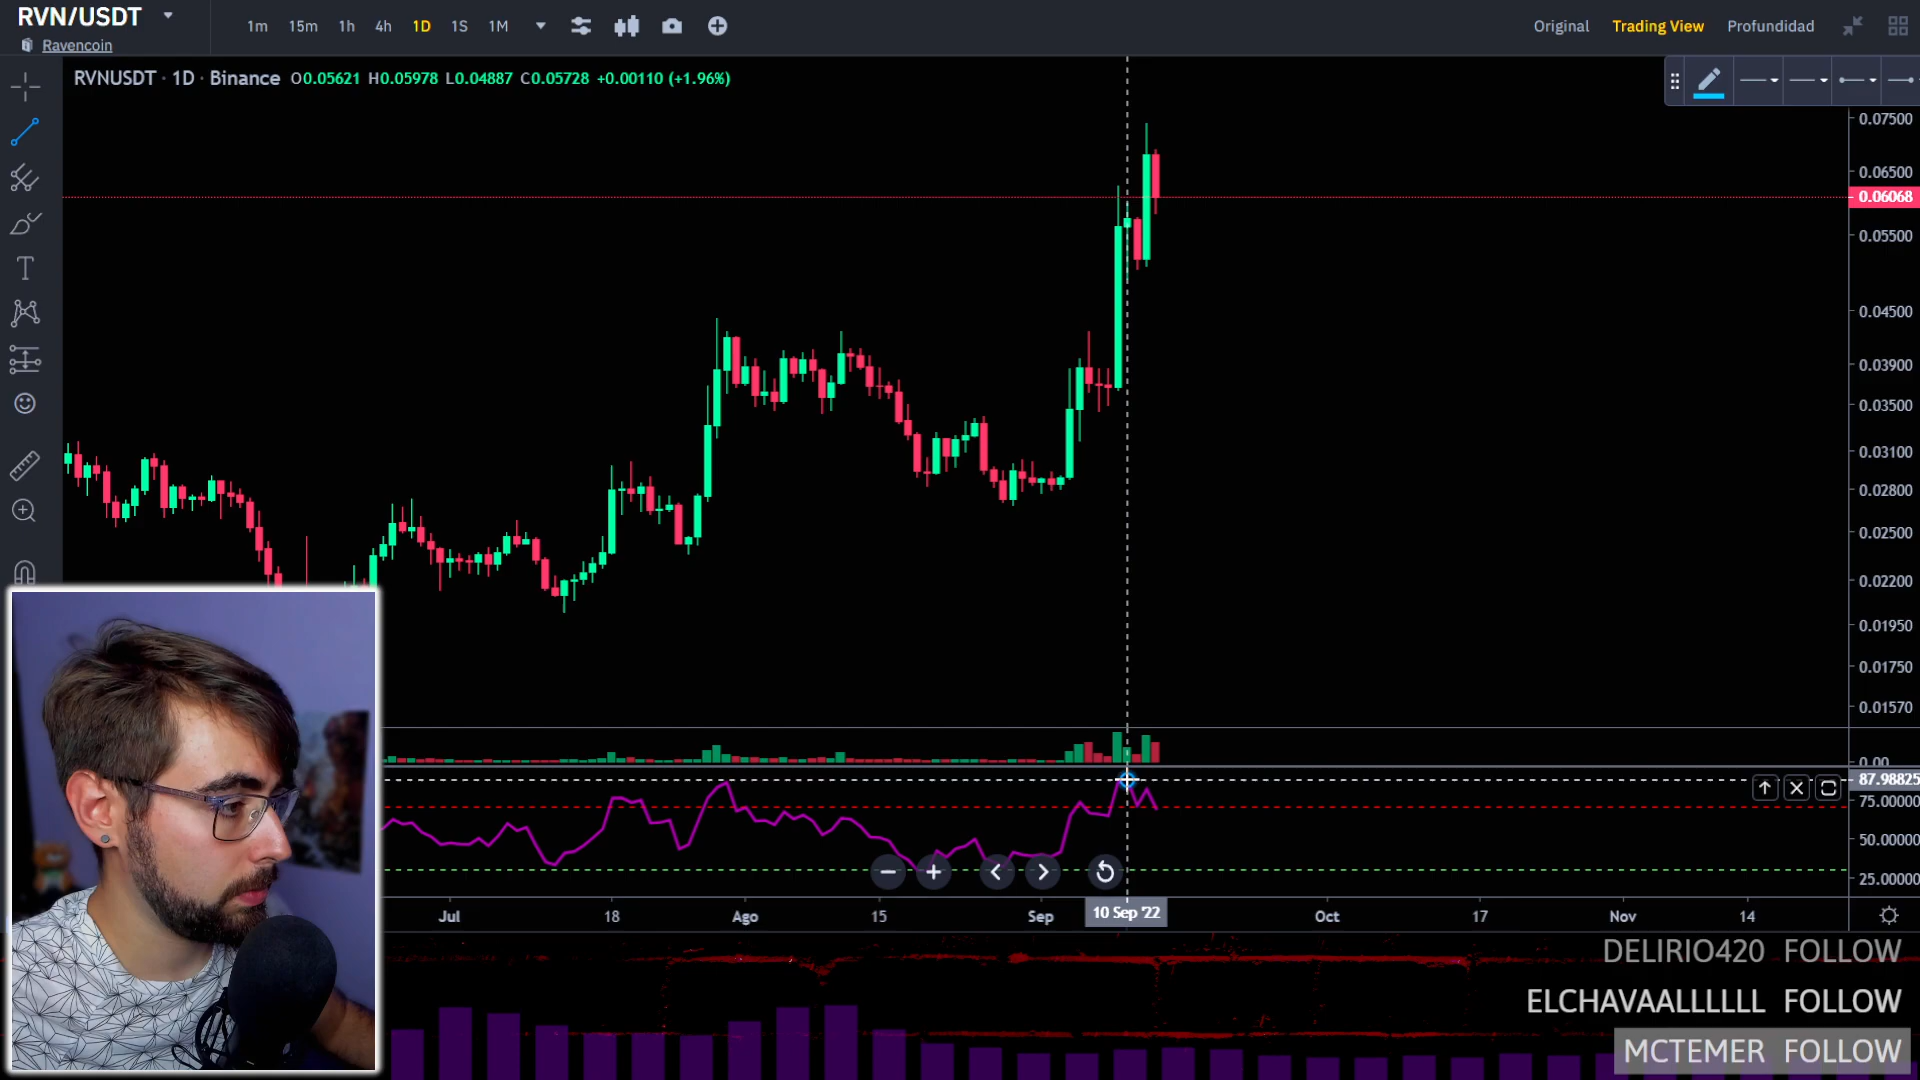 RVN/USDT
Ravencoin
1m 15m 1h 4h 1D 1S 1M
Original Trading View Profundidad
RVNUSDT · 1D · Binance O0.05621 H0.05978 L0.04887 C0.05728 +0.00110 (+1.96%)
0.07500
0.06500
0.06068
0.05500
0.04500
0.03900
0.03500
0.03100
0.02800
0.02500
0.02200
0.01950
0.01750
0.01570
0.00
87.98825
75.00000
50.00000
25.00000
Jul 18 Ago 15 Sep 10 Sep '22 Oct 17 Nov 14
DELIRIO420 FOLLOW
ELCHAVAALLLLLL FOLLOW
MCTEMER FOLLOW